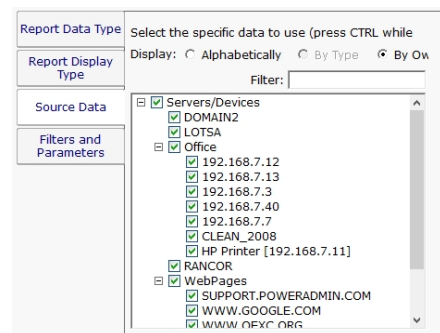 Report Data Type
Report Display
Type
Source Data
Filters and
Parameters
Select the specific data to use (press CTRL while
Display: Alphabetically By Type By Ow
Filter:
Servers/Devices
DOMAIN2
LOTSA
Office
192.168.7.12
192.168.7.13
192.168.7.3
192.168.7.40
192.168.7.7
CLEAN_2008
HP Printer [192.168.7.11]
RANCOR
WebPages
SUPPORT.POWERADMIN.COM
WWW.GOOGLE.COM